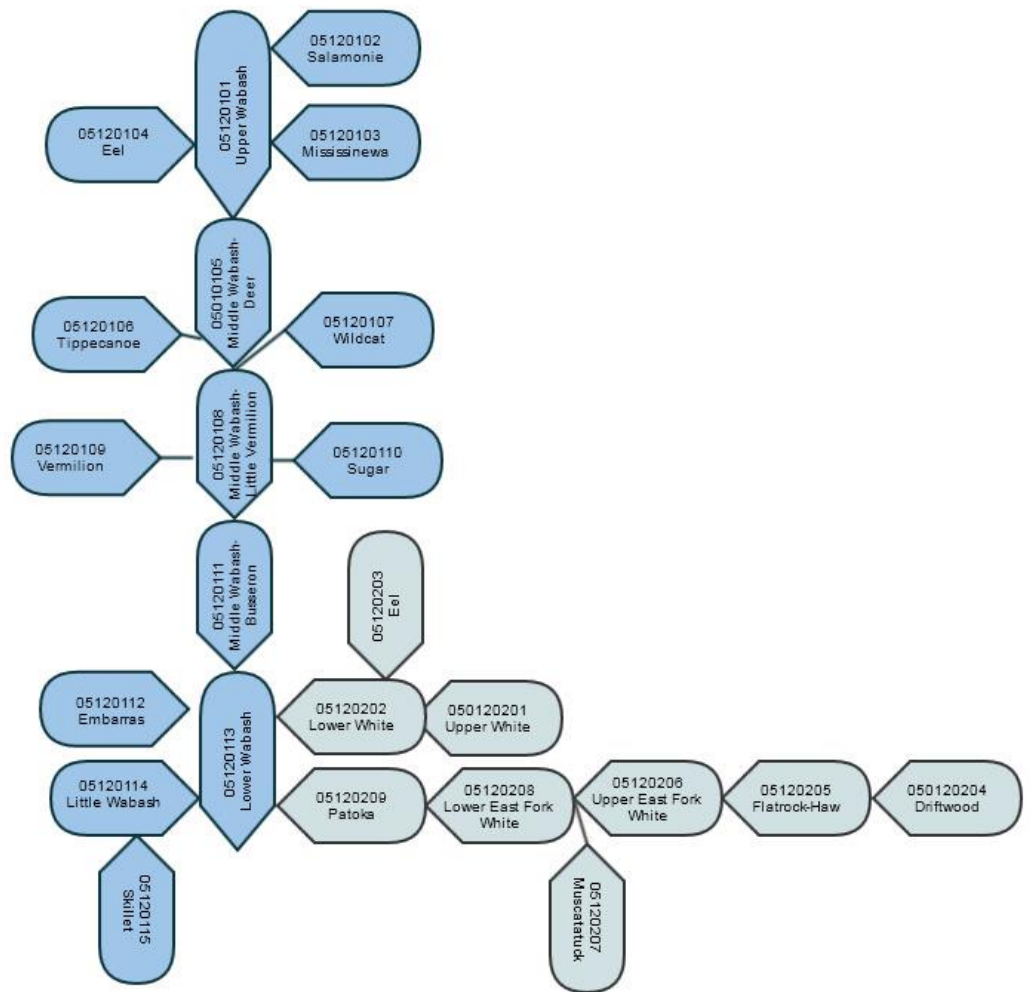 05120102
Salamonie
05120101
Upper Wabash
05120104
Eel
05120103
Mississinewa
05010105
Middle Wabash-
Deer
05120106
Tippecanoe
05120107
Wildcat
05120108
Middle Wabash-
Little Vermilion
05120109
Vermilion
05120110
Sugar
05120111
Middle Wabash-
Busseron
05120203
Eel
05120112
Embarras
05120113
Lower Wabash
05120202
Lower White
050120201
Upper White
05120114
Little Wabash
05120209
Patoka
05120208
Lower East Fork
White
05120206
Upper East Fork
White
05120205
Flatrock-Haw
050120204
Driftwood
05120115
Skillet
05120207
Muscatatuck